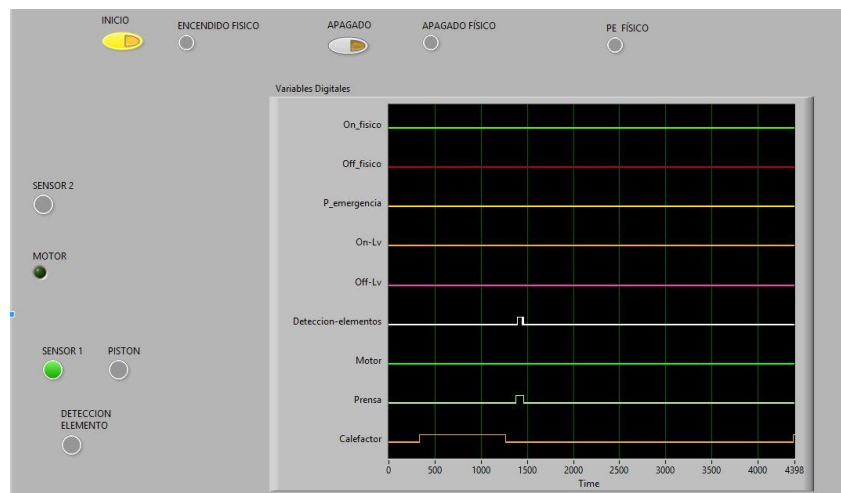 INICIO
ENCENDIDO FISICO
APAGADO
APAGADO FÍSICO
PE FÍSICO
Variables Digitales
On_fisico
Off_fisico
P_emergencia
On-Lv
Off-Lv
Deteccion-elementos
Motor
Prensa
Calefactor
0 500 1000 1500 2000 2500 3000 3500 4000 4398
Time
SENSOR 2
MOTOR
SENSOR 1
PISTON
DETECCION
ELEMENTO